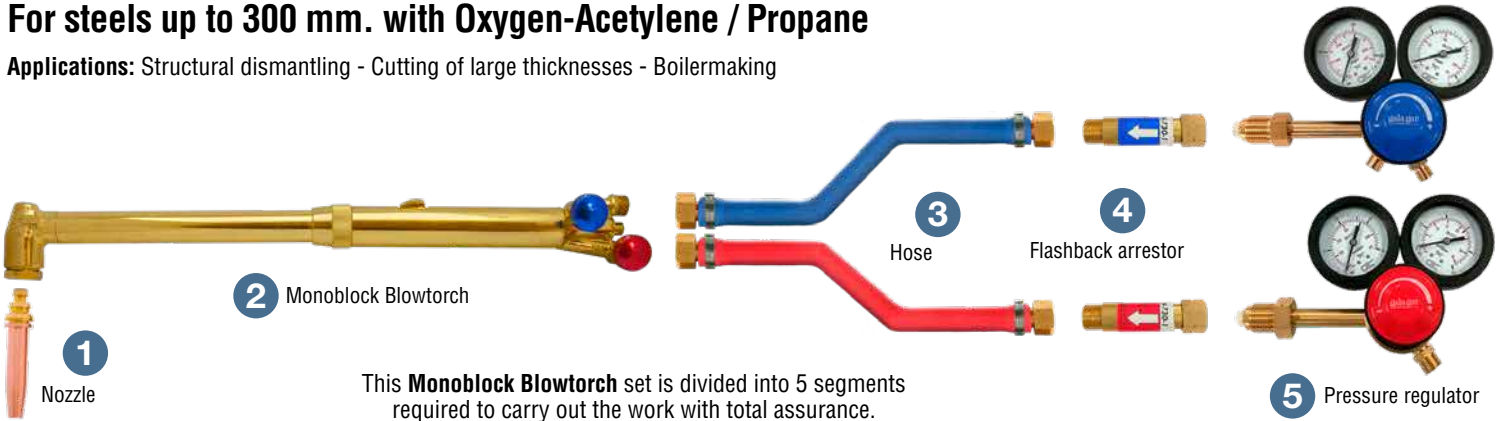 For steels up to 300 mm. with Oxygen-Acetylene / Propane
Applications: Structural dismantling - Cutting of large thicknesses - Boilermaking
3
Hose
4
Flashback arrestor
2 Monoblock Blowtorch
1
Nozzle
This Monoblock Blowtorch set is divided into 5 segments
required to carry out the work with total assurance.
5 Pressure regulator